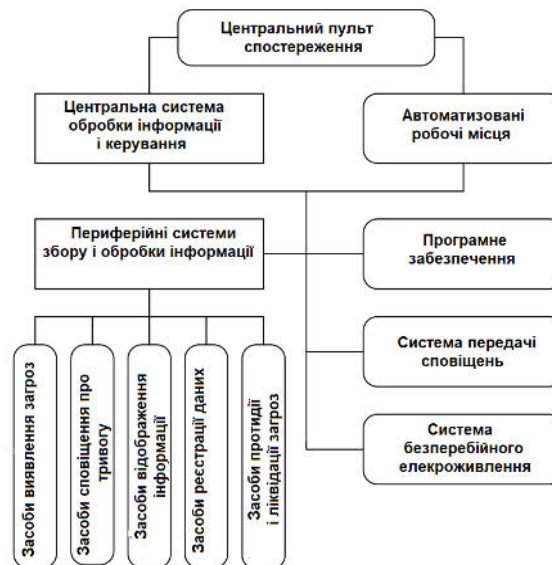 Центральний пульт
спостереження
Центральна система
обробки інформації
і керування
Автоматизовані
робочі місця
Периферійні системи
збору і обробки інформації
Програмне
забезпечення
Система передачі
сповіщень
Система
безперебійного
елекроживлення
Засоби виявлення загроз
Засоби сповіщення про
тривогу
Засоби відображення
інформації
Засоби реєстрації даних
Засоби протидії
і ліквідації загроз